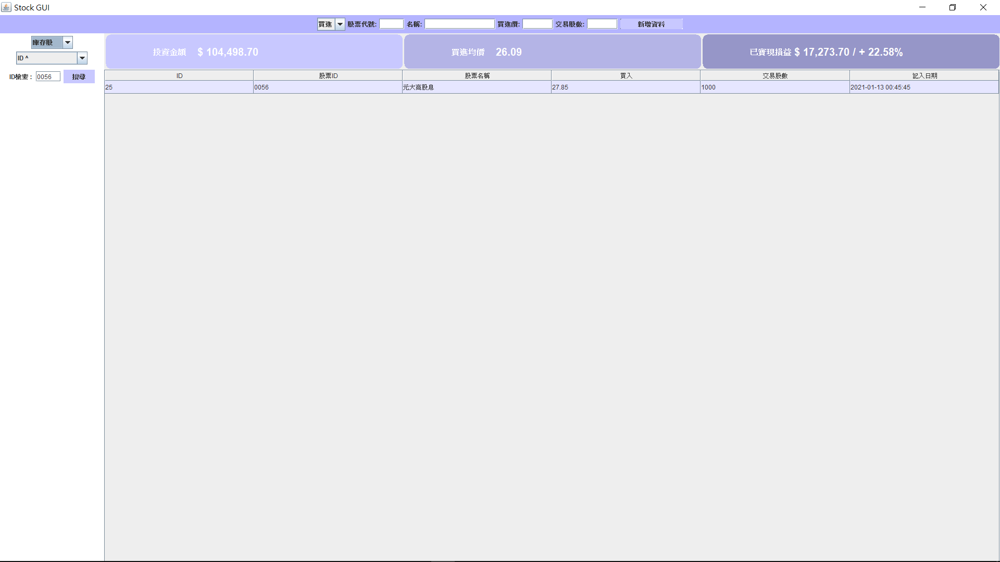 Stock GUI
買進 股票代號: 名稱: 買進價: 交易股數: 新增資料
庫存股
ID ^
ID檢索： 0056 搜尋
投資金額 $ 104,498.70
買進均價 26.09
已實現損益 $ 17,273.70 / + 22.58%
ID 股票ID 股票名稱 買入 交易股數 記入日期
25 0056 元大高股息 27.85 1000 2021-01-13 00:45:45